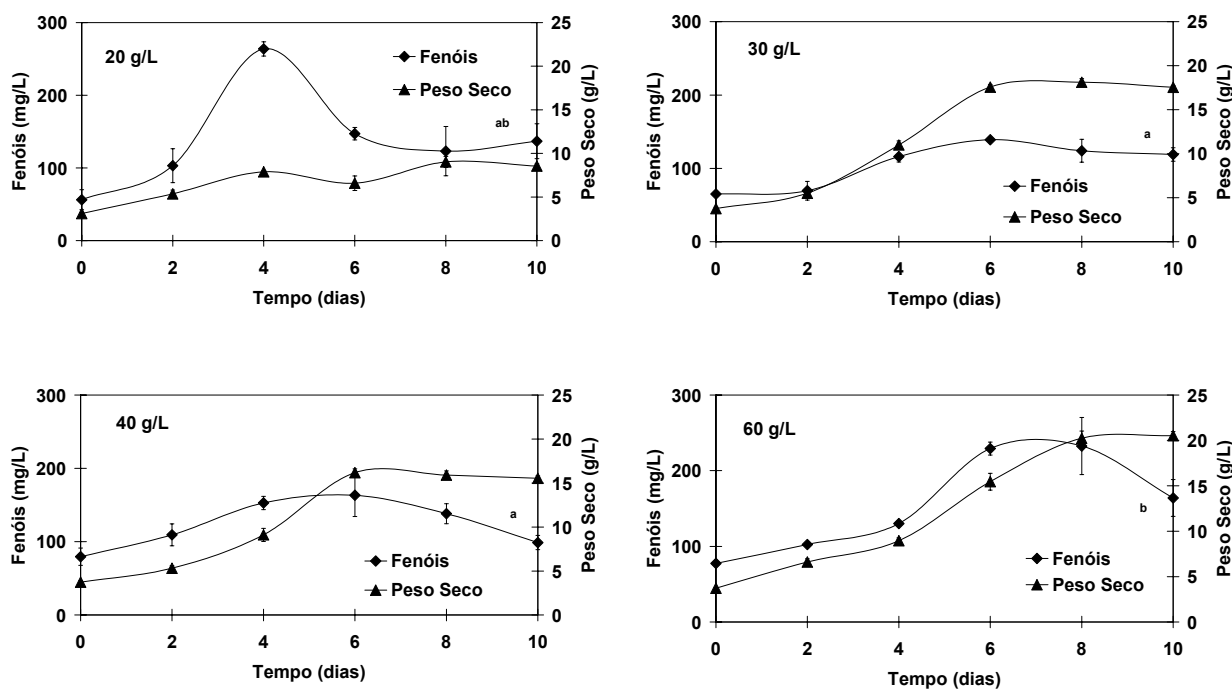 20 g/L
Fenóis
Peso Seco
ab
300
200
100
0
25
20
15
10
5
0
Fenóis (mg/L)
Peso Seco (g/L)
0 2 4 6 8 10
Tempo (dias)
30 g/L
a
Fenóis
Peso Seco
300
200
100
0
25
20
15
10
5
0
Fenóis (mg/L)
Peso Seco (g/L)
0 2 4 6 8 10
Tempo (dias)
40 g/L
a
Fenóis
Peso Seco
300
200
100
0
25
20
15
10
5
0
Fenóis (mg/L)
Peso Seco (g/L)
0 2 4 6 8 10
Tempo (dias)
60 g/L
b
Fenóis
Peso Seco
300
200
100
0
25
20
15
10
5
0
Fenóis (mg/L)
Peso Seco (g/L)
0 2 4 6 8 10
Tempo (dias)